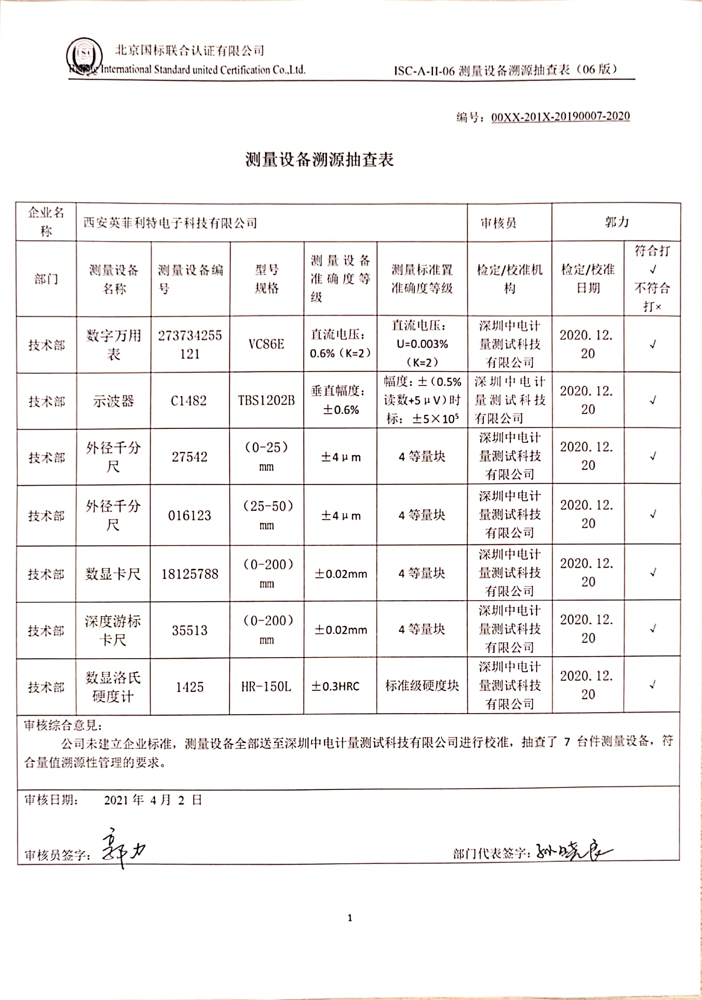 北京国标联合认证有限公司
Beijing International Standard united Certification Co.,Ltd.
ISC-A-II-06 测量设备溯源抽查表（06 版）
编号：00XX-201X-20190007-2020
测量设备溯源抽查表
企业名称 西安英菲利特电子科技有限公司 审核员 郭力
部门 测量设备名称 测量设备编号 型号规格 测量设备准确度等级 测量标准置准确度等级 检定/校准机构 检定/校准日期 符合打√不符合打×
技术部 数字万用表 273734255121 VC86E 直流电压：0.6%（K=2） 直流电压：U=0.003%（K=2） 深圳中电计量测试科技有限公司 2020.12.20 √
技术部 示波器 C1482 TBS1202B 垂直幅度：±0.6% 幅度：±（0.5%读数+5μV）时标：±5×10⁵ 深圳中电计量测试科技有限公司 2020.12.20 √
技术部 外径千分尺 27542 （0-25）mm ±4μm 4 等量块 深圳中电计量测试科技有限公司 2020.12.20 √
技术部 外径千分尺 016123 （25-50）mm ±4μm 4 等量块 深圳中电计量测试科技有限公司 2020.12.20 √
技术部 数显卡尺 18125788 （0-200）mm ±0.02mm 4 等量块 深圳中电计量测试科技有限公司 2020.12.20 √
技术部 深度游标卡尺 35513 （0-200）mm ±0.02mm 4 等量块 深圳中电计量测试科技有限公司 2020.12.20 √
技术部 数显洛氏硬度计 1425 HR-150L ±0.3HRC 标准级硬度块 深圳中电计量测试科技有限公司 2020.12.20 √
审核综合意见：
公司未建立企业标准，测量设备全部送至深圳中电计量测试科技有限公司进行校准，抽查了 7 台件测量设备，符
合量值溯源性管理的要求。
审核日期： 2021 年 4 月 2 日
审核员签字：郭力 部门代表签字：孙晓良
1